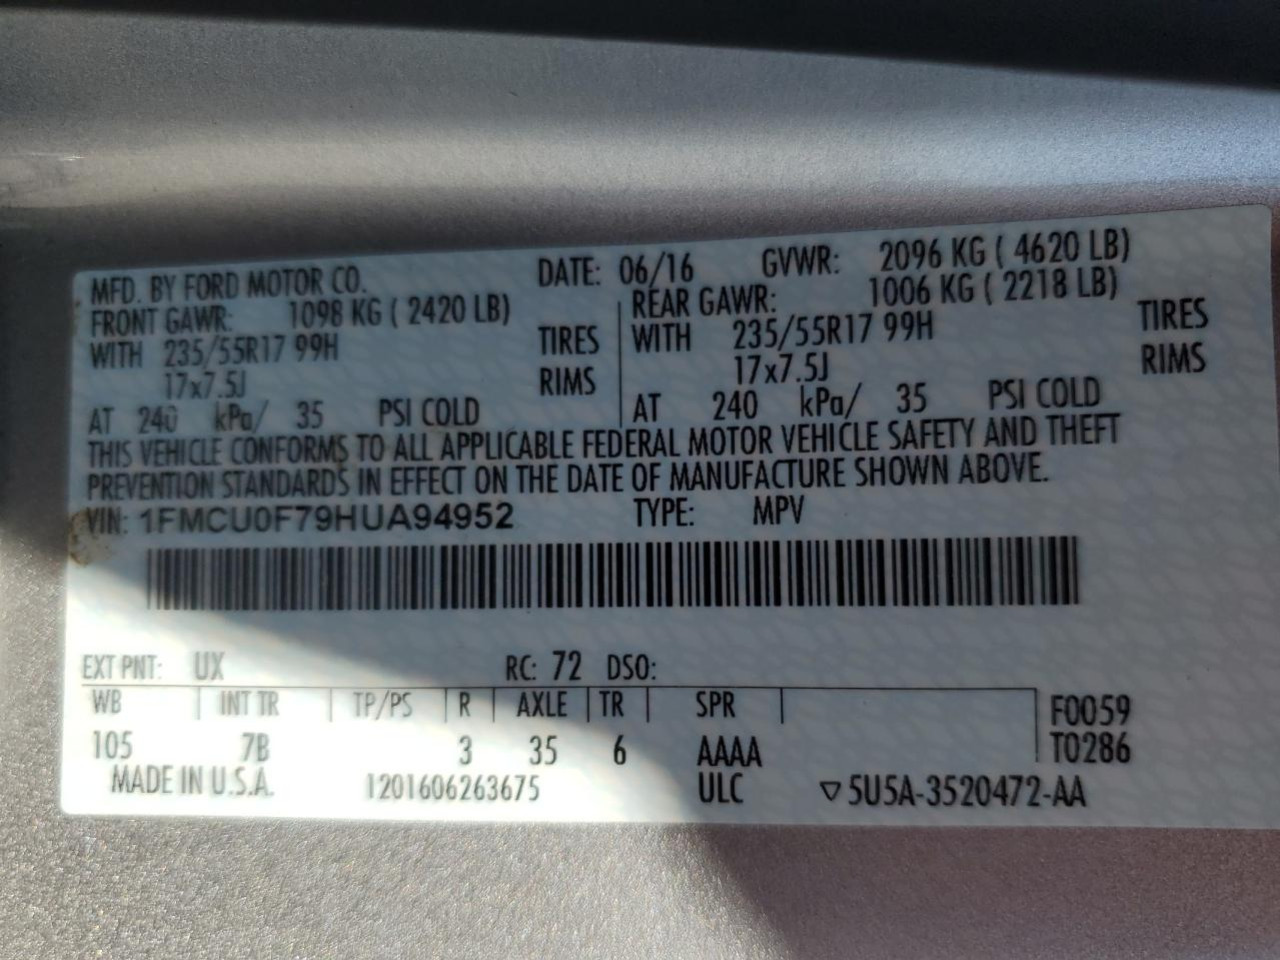 MFD. BY FORD MOTOR CO. DATE: 06/16 GVWR: 2096 KG ( 4620 LB)
FRONT GAWR: 1098 KG ( 2420 LB) REAR GAWR: 1006 KG ( 2218 LB)
WITH 235/55R17 99H TIRES WITH 235/55R17 99H TIRES
17x7.5J RIMS 17x7.5J RIMS
AT 240 kPa/ 35 PSI COLD AT 240 kPa/ 35 PSI COLD
THIS VEHICLE CONFORMS TO ALL APPLICABLE FEDERAL MOTOR VEHICLE SAFETY AND THEFT
PREVENTION STANDARDS IN EFFECT ON THE DATE OF MANUFACTURE SHOWN ABOVE.
VIN: 1FMCU0F79HUA94952 TYPE: MPV
EXT PNT: UX RC: 72 DSO:
WB INT TR TP/PS R AXLE TR SPR F0059
105 7B 3 35 6 AAAA T0286
MADE IN U.S.A. 1201606263675 ULC ▽5U5A-3520472-AA